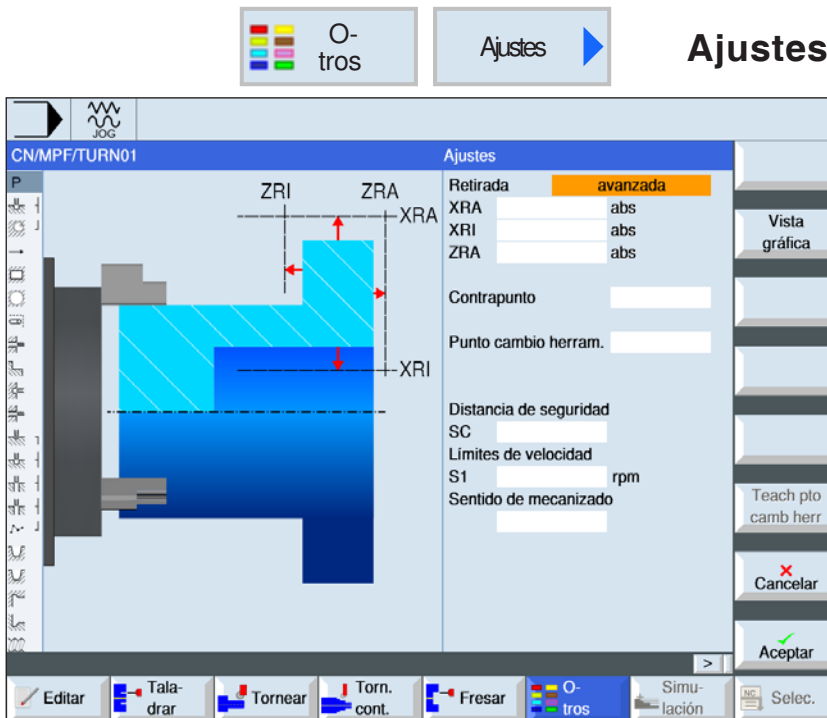 O-
tros
Ajustes
Ajustes
JOG
CN/MPF/TURN01
Ajustes
P
ZRI
ZRA
XRA
XRI
Retirada avanzada
XRA abs
XRI abs
ZRA abs
Contrapunto
Punto cambio herram.
Distancia de seguridad
SC
Límites de velocidad
S1 rpm
Sentido de mecanizado
Vista
gráfica
Teach pto
camb herr
Cancelar
Aceptar
>
Editar
Tala-
drar
Tornear
Torn.
cont.
Fresar
O-
tros
Simu-
lación
NC
Selec.